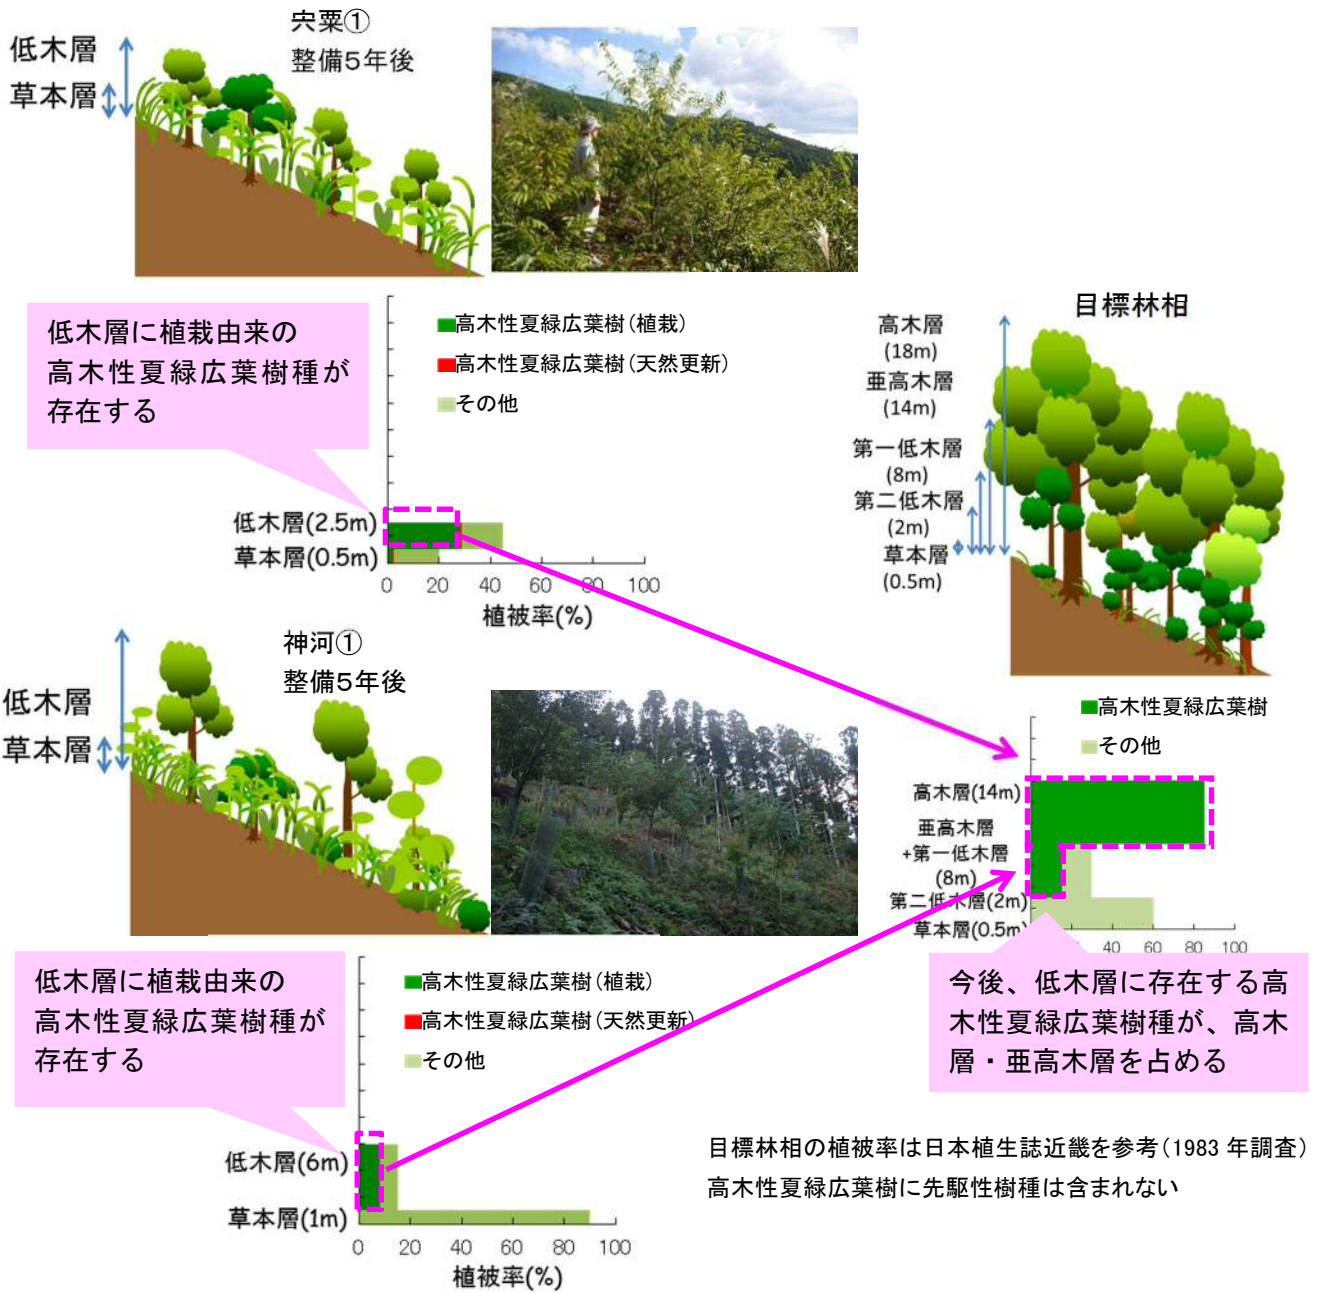 宍粟①
整備5年後
低木層
草本層
低木層に植栽由来の
高木性夏緑広葉樹種が
存在する
高木性夏緑広葉樹(植栽)
高木性夏緑広葉樹(天然更新)
その他
低木層(2.5m)
草本層(0.5m)
0 20 40 60 80 100
植被率(%)
目標林相
高木層
(18m)
亜高木層
(14m)
第一低木層
(8m)
第二低木層
(2m)
草本層
(0.5m)
神河①
整備5年後
低木層
草本層
低木層に植栽由来の
高木性夏緑広葉樹種が
存在する
高木性夏緑広葉樹(植栽)
高木性夏緑広葉樹(天然更新)
その他
低木層(6m)
草本層(1m)
0 20 40 60 80 100
植被率(%)
高木性夏緑広葉樹
その他
高木層(14m)
亜高木層
+第一低木層
(8m)
第二低木層(2m)
草本層(0.5m)
40 60 80 100
今後、低木層に存在する高
木性夏緑広葉樹種が、高木
層・亜高木層を占める
目標林相の植被率は日本植生誌近畿を参考(1983 年調査)
高木性夏緑広葉樹に先駆性樹種は含まれない